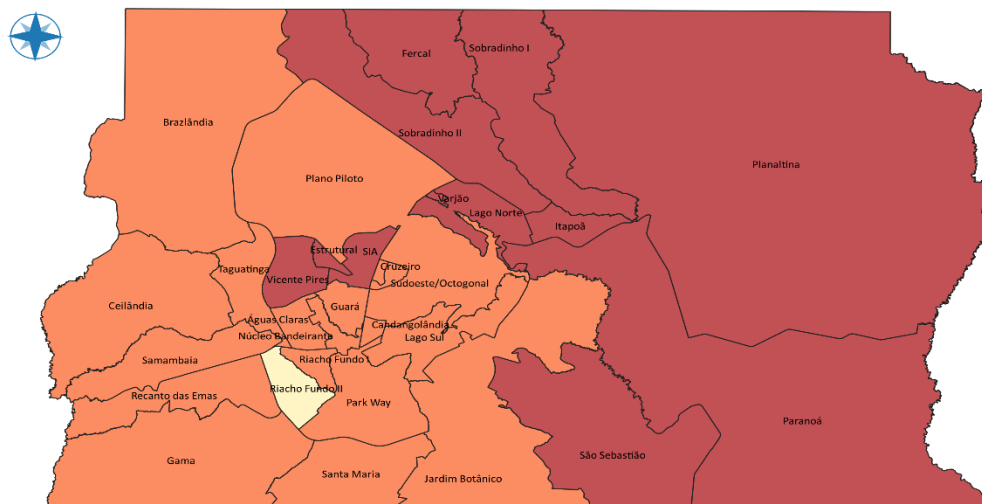 Fercal
Sobradinho I
Brazlândia
Sobradinho II
Planaltina
Plano Piloto
Varjão
Lago Norte
Itapoã
Estrutural
SIA
Taguatinga
Cruzeiro
Vicente Pires
Sudoeste/Octogonal
Ceilândia
Guará
Águas Claras
Candangolândia
Núcleo Bandeirante
Lago Sul
Samambaia
Riacho Fundo I
Riacho Fundo II
Recanto das Emas
Park Way
Paranoá
São Sebastião
Gama
Santa Maria
Jardim Botânico